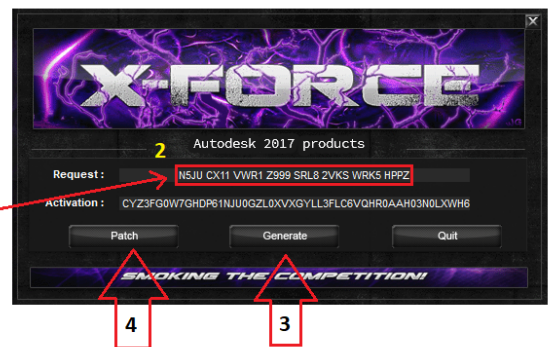 X
X-FORCE
Autodesk 2017 products
2
Request :
N5JU CX11 VWR1 Z999 SRL8 2VKS WRK5 HPPZ
Activation :
CYZ3FG0W7GHDP61NJU0GZL0XVXGYLL3FLC6VQHR0AAH03N0LXWH6
Patch
Generate
Quit
SMOKING THE COMPETITION!
4
3